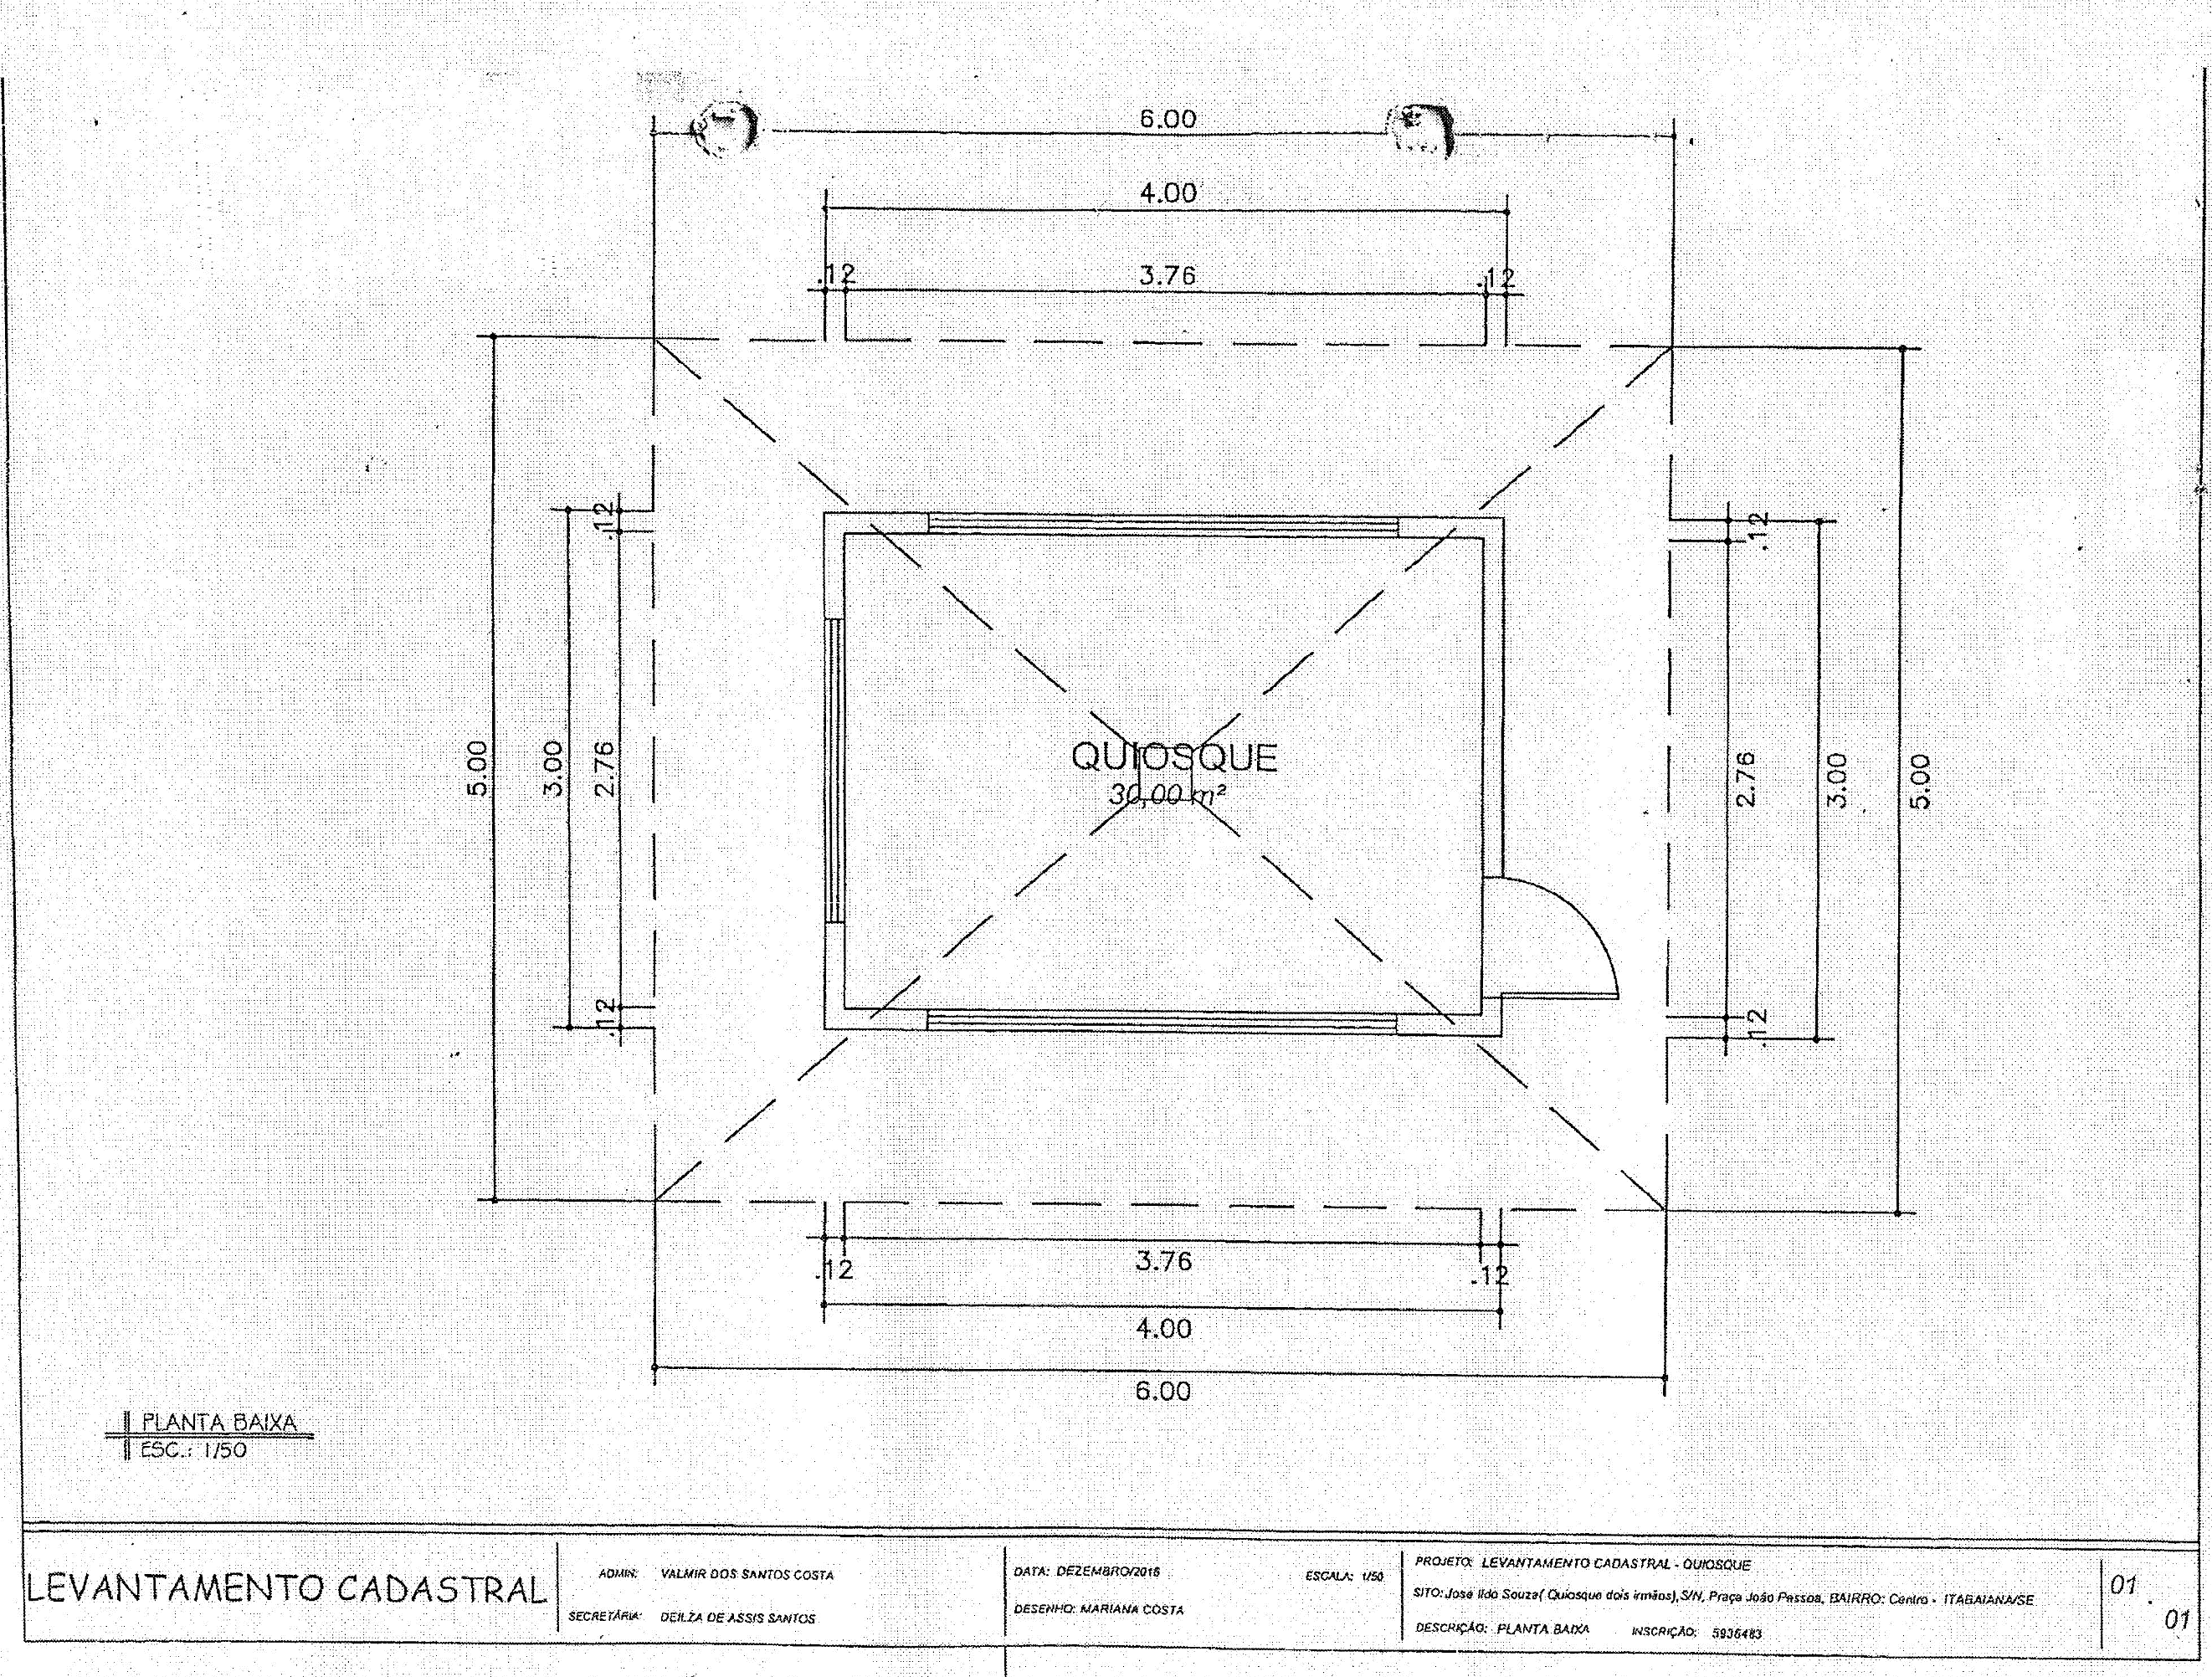 6.00
4.00
.12 3.76 .12
.12 .12
5.00 3.00 2.76 2.76 3.00 5.00
QUIOSQUE
30,00 m²
.12 .12
3.76
.12 .12
4.00
6.00
PLANTA BAIXA
ESC.: 1/50
LEVANTAMENTO CADASTRAL
ADMIN: VALMIR DOS SANTOS COSTA
SECRETÁRIA: DEILZA DE ASSIS SANTOS
DATA: DEZEMBRO/2016
ESCALA: 1/50
DESENHO: MARIANA COSTA
PROJETO: LEVANTAMENTO CADASTRAL - QUIOSQUE
SITO: José Ildo Souza( Quiosque dois irmãos), S/N, Praça João Pessoa, BAIRRO: Centro - ITABAIANA/SE
DESCRIÇÃO: PLANTA BAIXA INSCRIÇÃO: 5936483
01
01